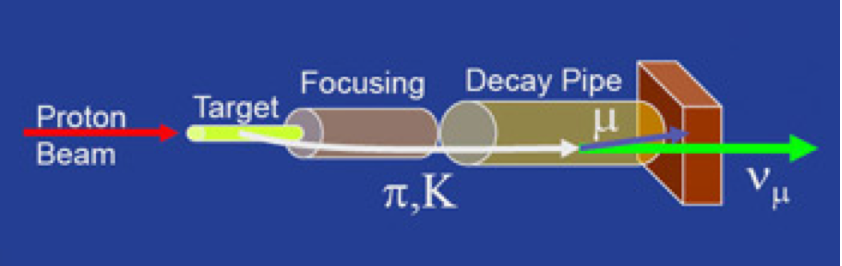 Proton
Beam
Target
Focusing
Decay Pipe
μ
π,K
νμ